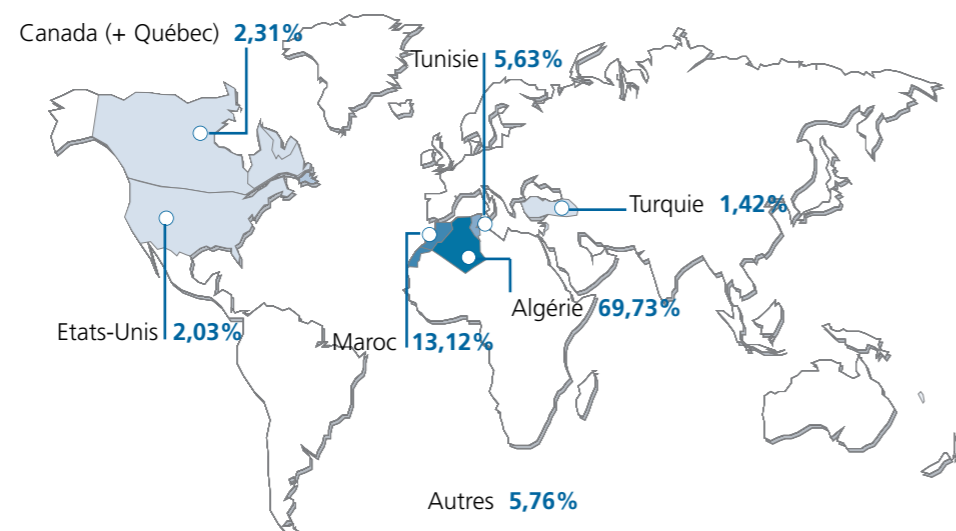 Canada (+ Québec) 2,31%
Tunisie 5,63%
Turquie 1,42%
Algérie 69,73%
Etats-Unis 2,03%
Maroc 13,12%
Autres 5,76%